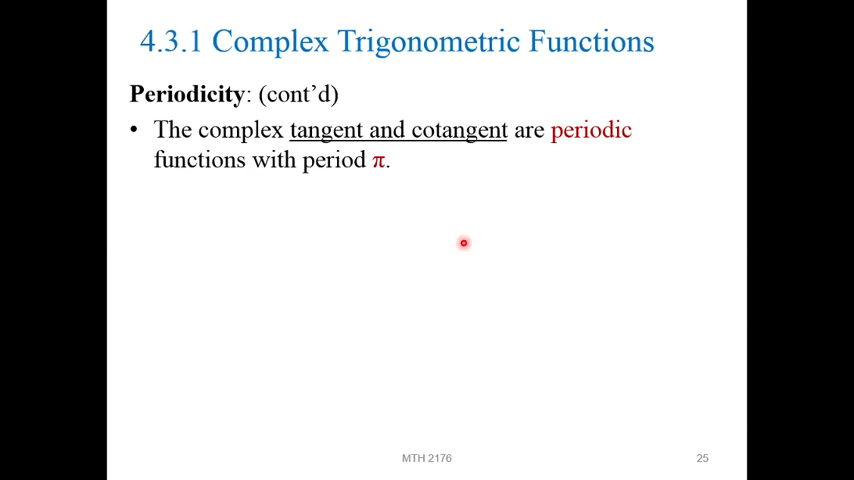 4.3.1 Complex Trigonometric Functions
Periodicity: (cont’d)
• The complex tangent and cotangent are periodic
functions with period π.
MTH 2176
25